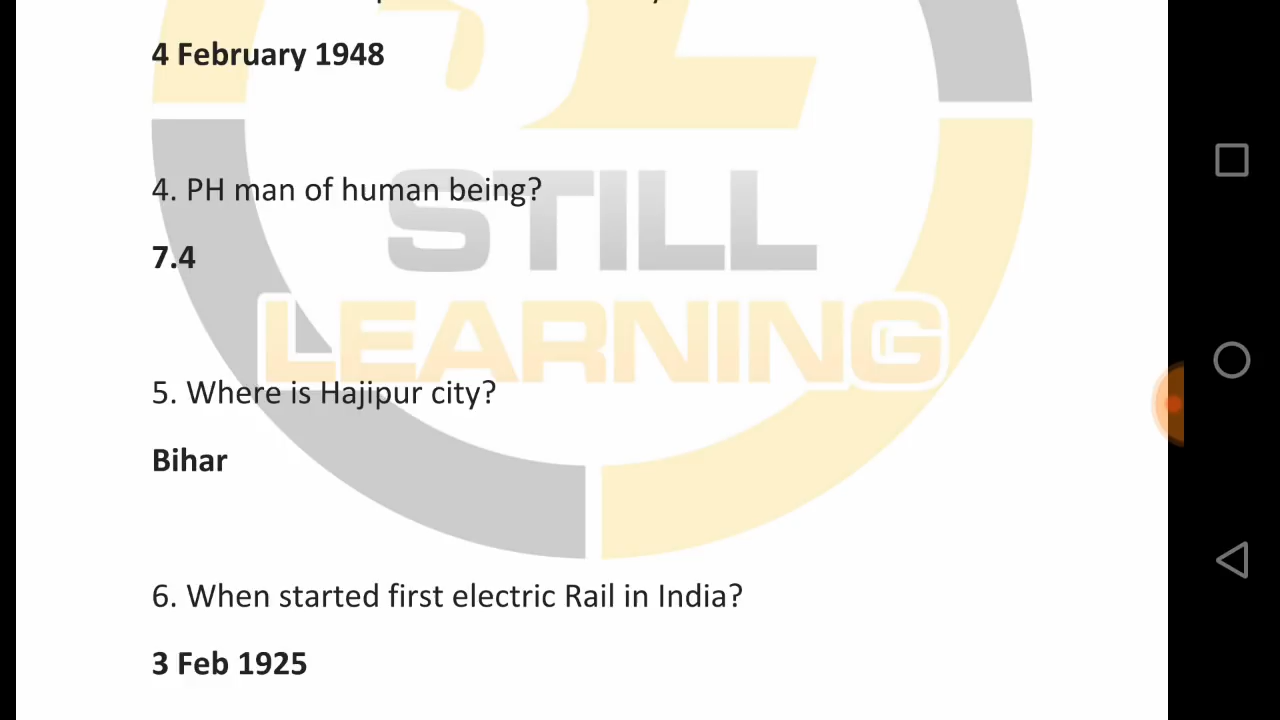 4 February 1948
4. PH man of human being?
7.4
STILL
LEARNING
5. Where is Hajipur city?
Bihar
6. When started first electric Rail in India?
3 Feb 1925